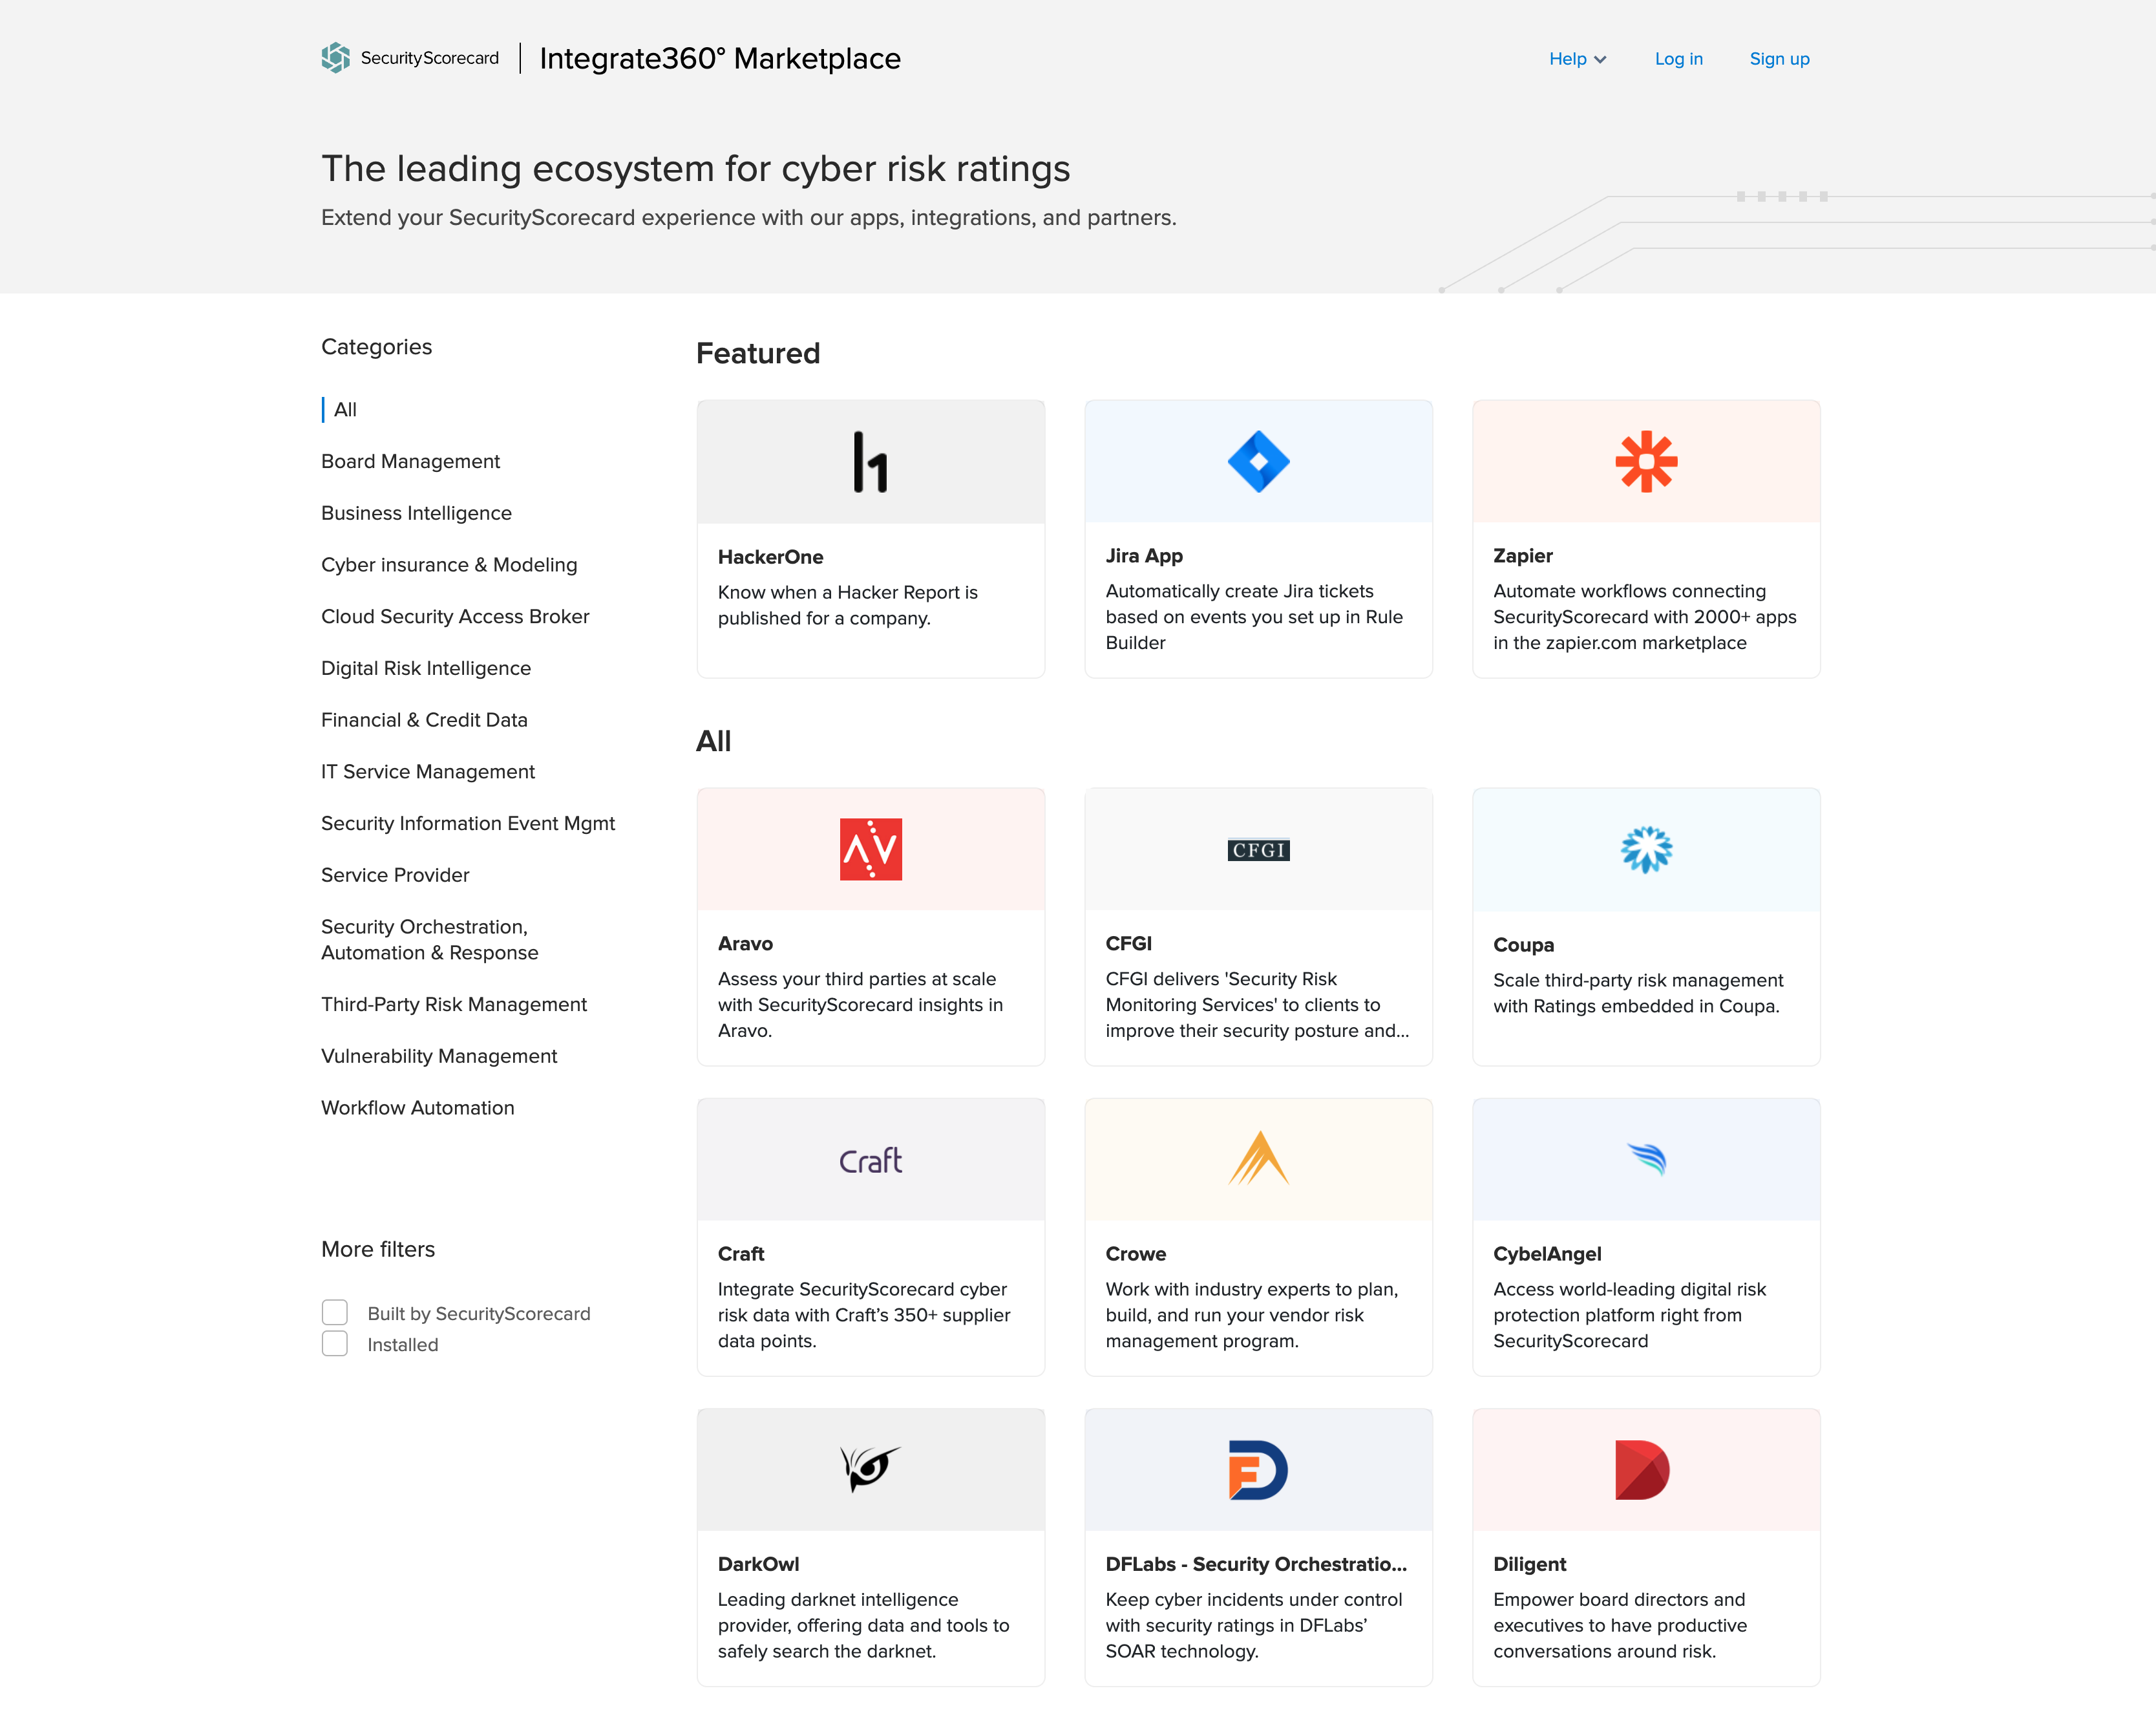 SecurityScorecard
Integrate360° Marketplace
Help
Log in
Sign up
The leading ecosystem for cyber risk ratings
Extend your SecurityScorecard experience with our apps, integrations, and partners.
Categories
All
Board Management
Business Intelligence
Cyber insurance & Modeling
Cloud Security Access Broker
Digital Risk Intelligence
Financial & Credit Data
IT Service Management
Security Information Event Mgmt
Service Provider
Security Orchestration,
Automation & Response
Third-Party Risk Management
Vulnerability Management
Workflow Automation
More filters
Built by SecurityScorecard
Installed
Featured
h1
HackerOne
Know when a Hacker Report is
published for a company.
Jira App
Automatically create Jira tickets
based on events you set up in Rule
Builder
Zapier
Automate workflows connecting
SecurityScorecard with 2000+ apps
in the zapier.com marketplace
All
AV
Aravo
Assess your third parties at scale
with SecurityScorecard insights in
Aravo.
CFGI
CFGI
CFGI delivers 'Security Risk
Monitoring Services' to clients to
improve their security posture and...
Coupa
Scale third-party risk management
with Ratings embedded in Coupa.
Craft
Craft
Integrate SecurityScorecard cyber
risk data with Craft’s 350+ supplier
data points.
Crowe
Work with industry experts to plan,
build, and run your vendor risk
management program.
CybelAngel
Access world-leading digital risk
protection platform right from
SecurityScorecard
DarkOwl
Leading darknet intelligence
provider, offering data and tools to
safely search the darknet.
DF
DFLabs - Security Orchestratio...
Keep cyber incidents under control
with security ratings in DFLabs’
SOAR technology.
D
Diligent
Empower board directors and
executives to have productive
conversations around risk.